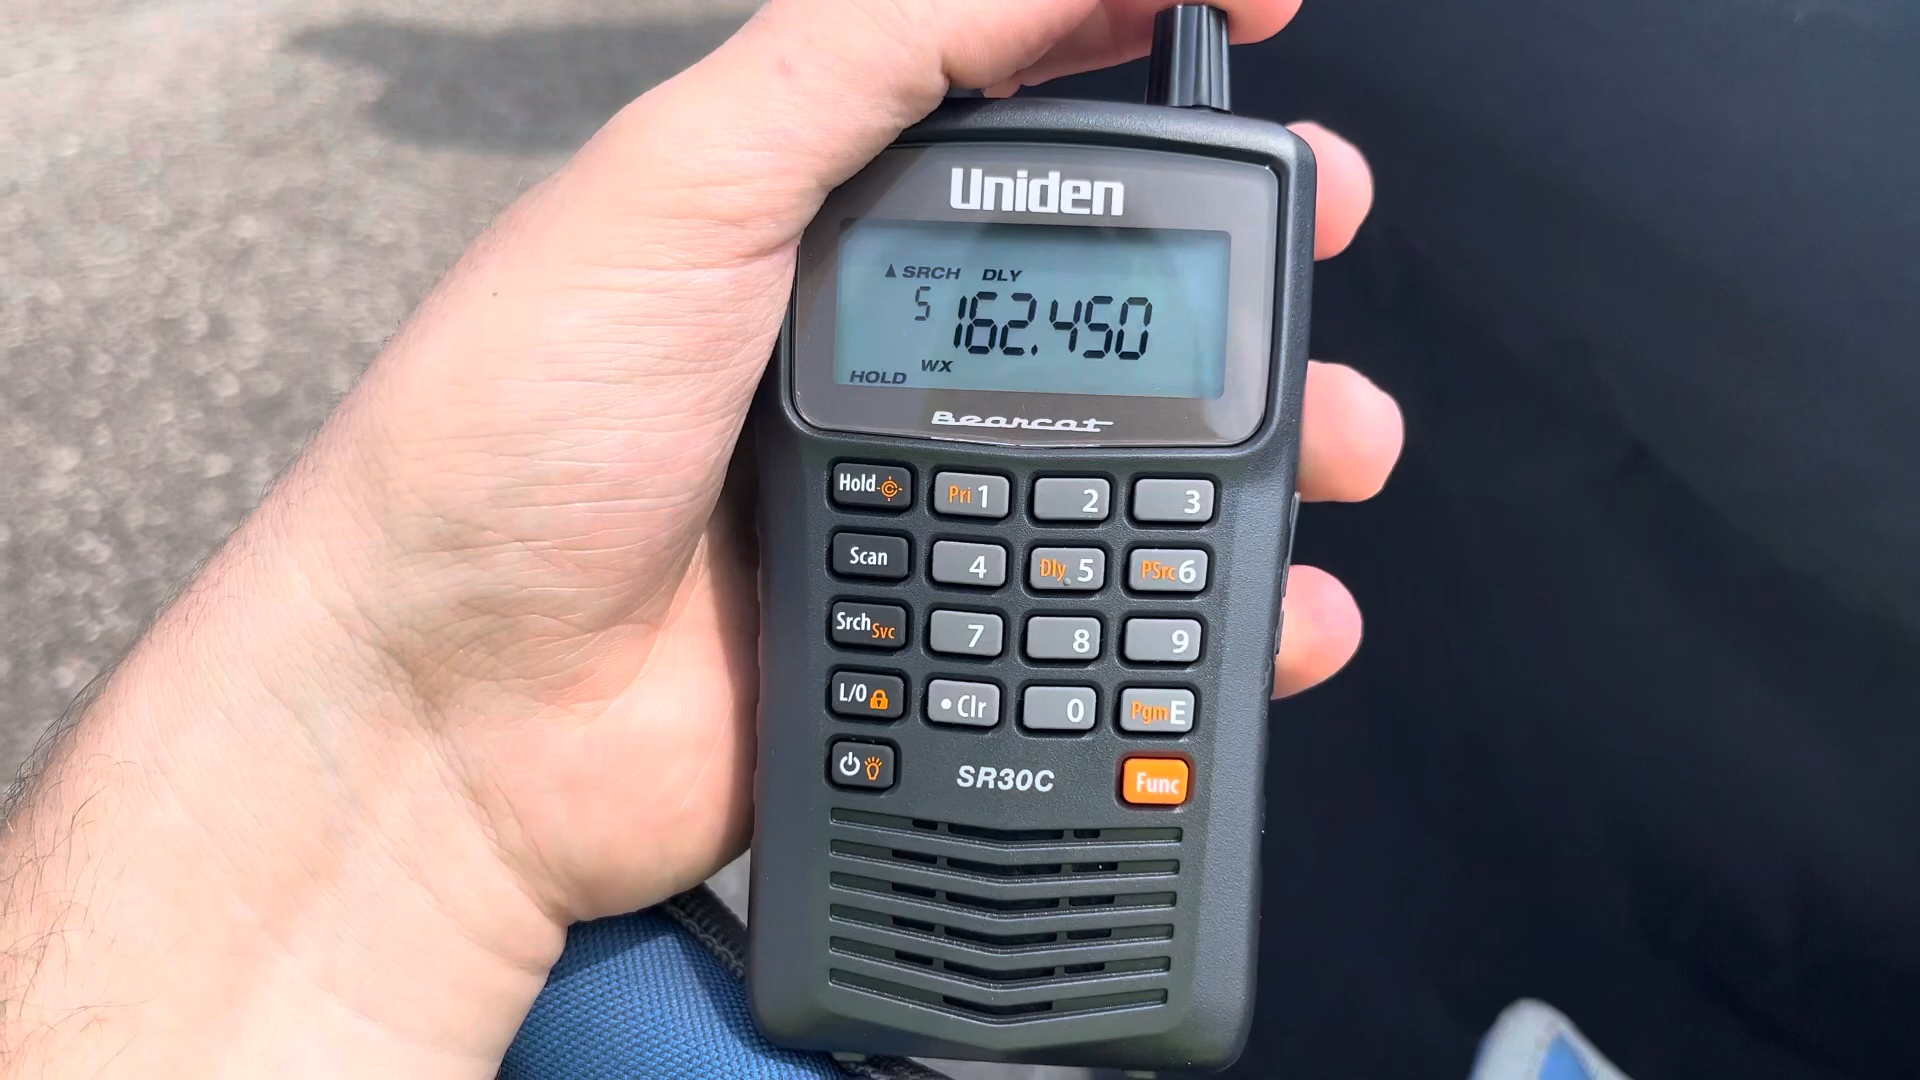 Uniden
▲ SRCH DLY
5 162.450
WX
HOLD
Bearcat
Hold Pri 1 2 3
Scan 4 Dly 5 PSrc 6
Srch Svc 7 8 9
L/O • Clr 0 Pgm E
SR30C Func